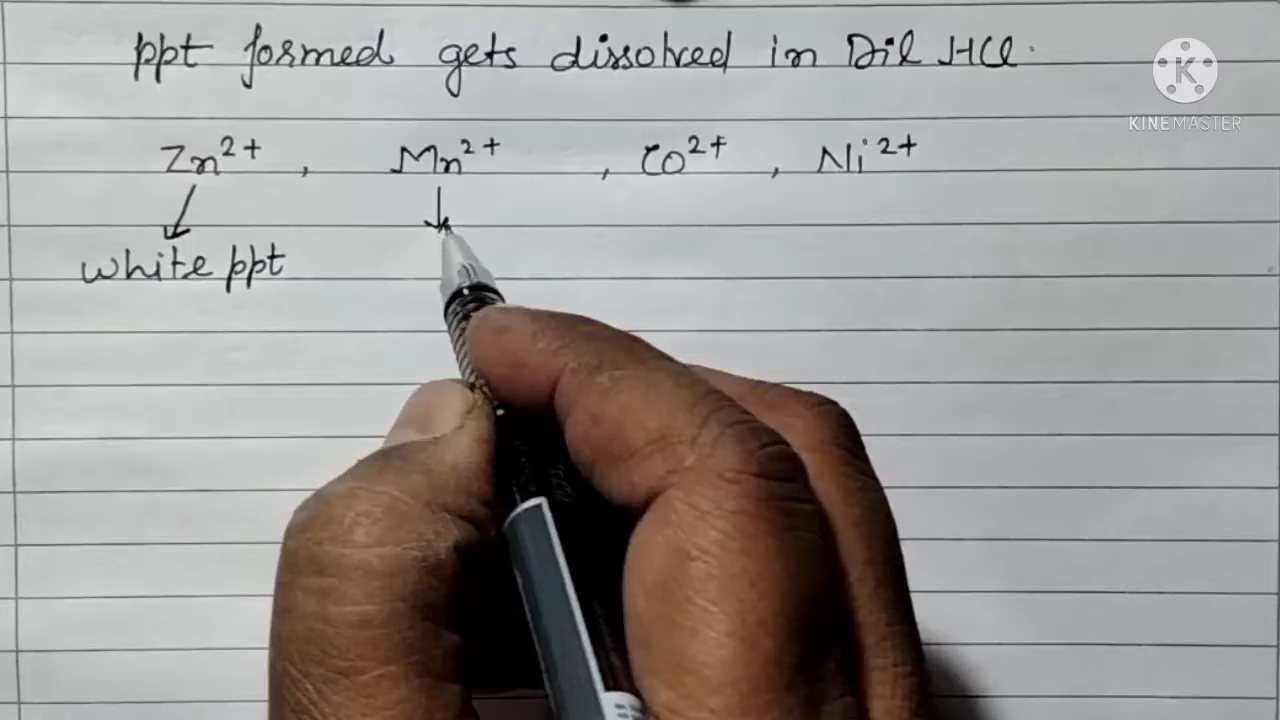 ppt formed gets dissolved in Dil HCl.
Zn²⁺, Mn²⁺, Co²⁺, Ni²⁺
white ppt
K
KINEMASTER